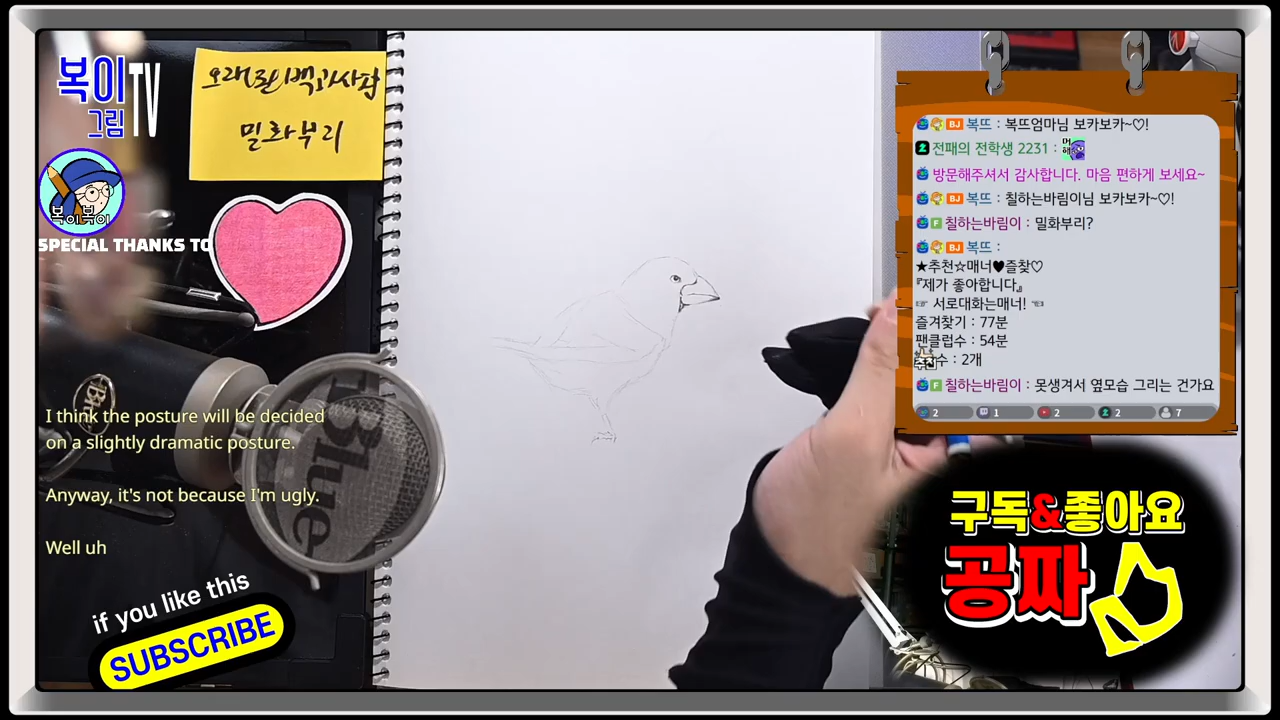 복이TV
그림
복이복이
SPECIAL THANKS TO
오래된 백과사전
밀화부리
Blue
I think the posture will be decided
on a slightly dramatic posture.
Anyway, it's not because I'm ugly.
Well uh
if you like this
SUBSCRIBE
BJ 복뜨 : 복뜨엄마님 보카보카~♡!
전패의 전학생 2231 :
방문해주셔서 감사합니다. 마음 편하게 보세요~
BJ 복뜨 : 칠하는바림이님 보카보카~♡!
F 칠하는바림이 : 밀화부리?
BJ 복뜨 :
★추천☆매너♥즐찾♡
『제가 좋아합니다』
☞ 서로대화는매너! ☜
즐겨찾기 : 77분
팬클럽수 : 54분
수 : 2개
F 칠하는바림이 : 못생겨서 옆모습 그리는 건가요
2 1 2 2 7
구독&좋아요
공짜